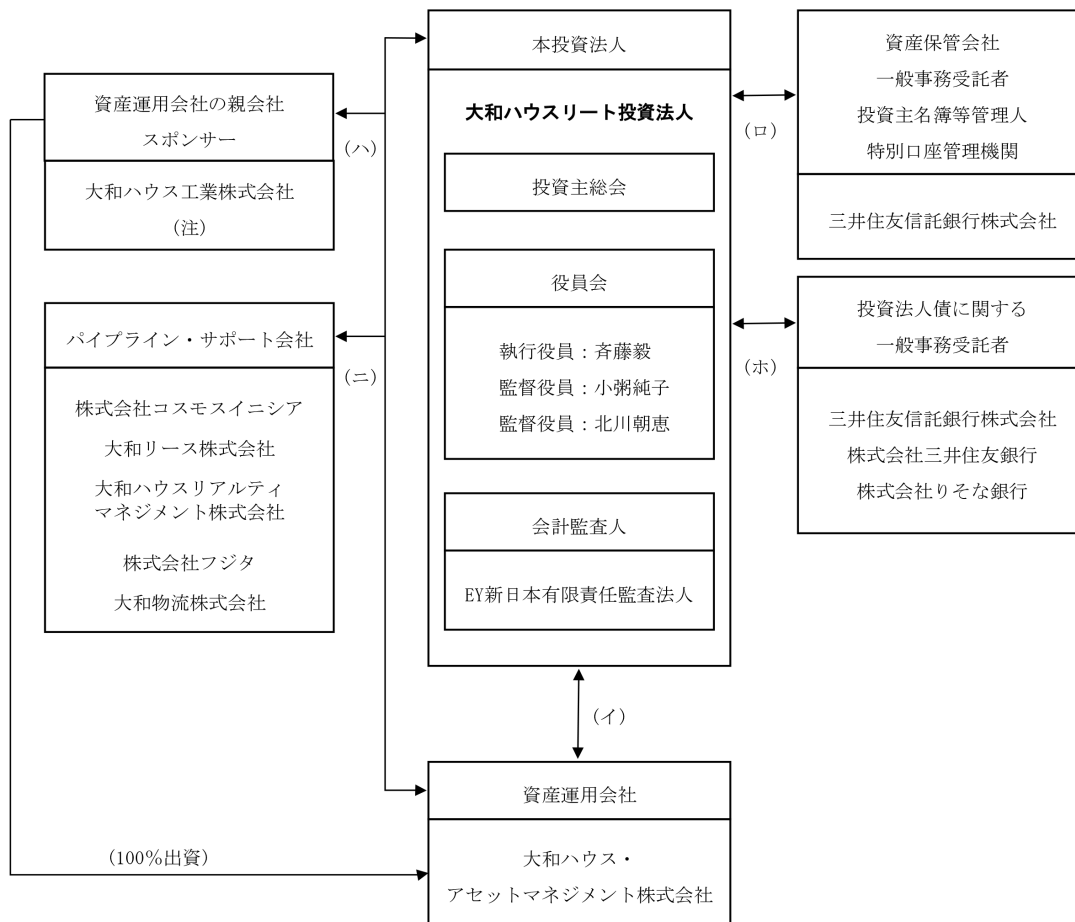 本投資法人
大和ハウスリート投資法人
投資主総会
役員会
執行役員：斉藤毅
監督役員：小粥純子
監督役員：北川朝恵
会計監査人
EY新日本有限責任監査法人
資産運用会社の親会社
スポンサー
大和ハウス工業株式会社
（注）
（ハ）
パイプライン・サポート会社
株式会社コスモスイニシア
大和リース株式会社
大和ハウスリアルティ
マネジメント株式会社
株式会社フジタ
大和物流株式会社
（ニ）
（ロ）
資産保管会社
一般事務受託者
投資主名簿等管理人
特別口座管理機関
三井住友信託銀行株式会社
（ホ）
投資法人債に関する
一般事務受託者
三井住友信託銀行株式会社
株式会社三井住友銀行
株式会社りそな銀行
（イ）
資産運用会社
大和ハウス・
アセットマネジメント株式会社
（100％出資）